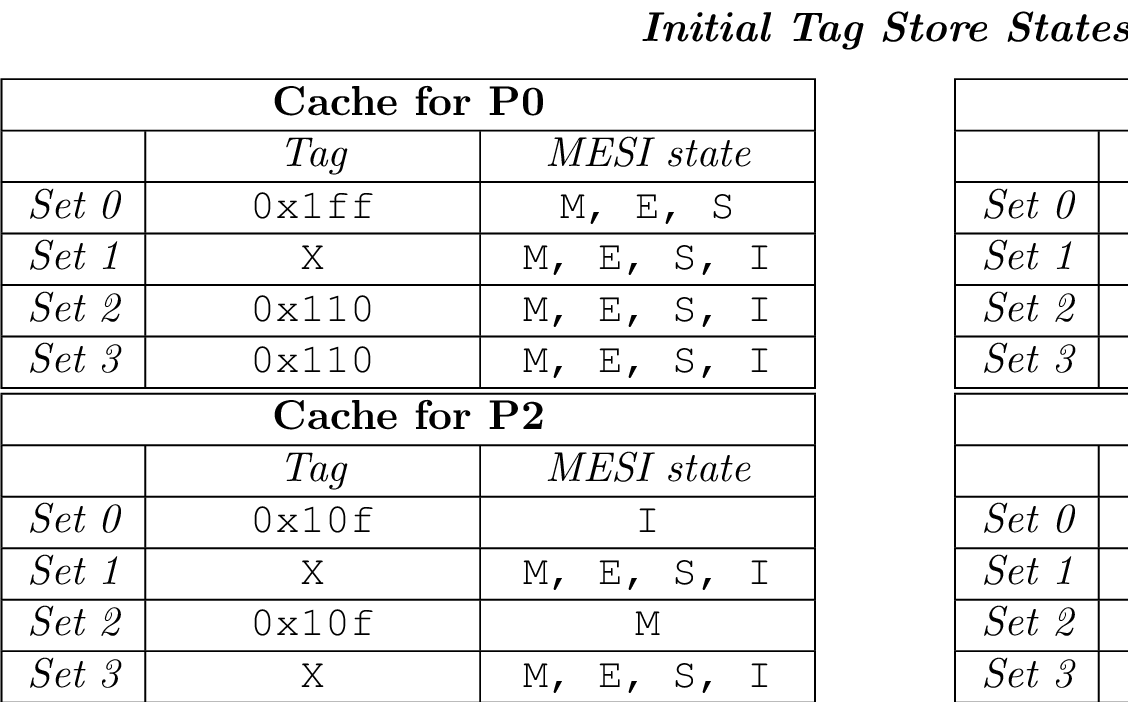 Initial Tag Store States
Cache for P0
Tag MESI state
Set 0 0x1ff M, E, S Set 0
Set 1 X M, E, S, I Set 1
Set 2 0x110 M, E, S, I Set 2
Set 3 0x110 M, E, S, I Set 3
Cache for P2
Tag MESI state
Set 0 0x10f I Set 0
Set 1 X M, E, S, I Set 1
Set 2 0x10f M Set 2
Set 3 X M, E, S, I Set 3